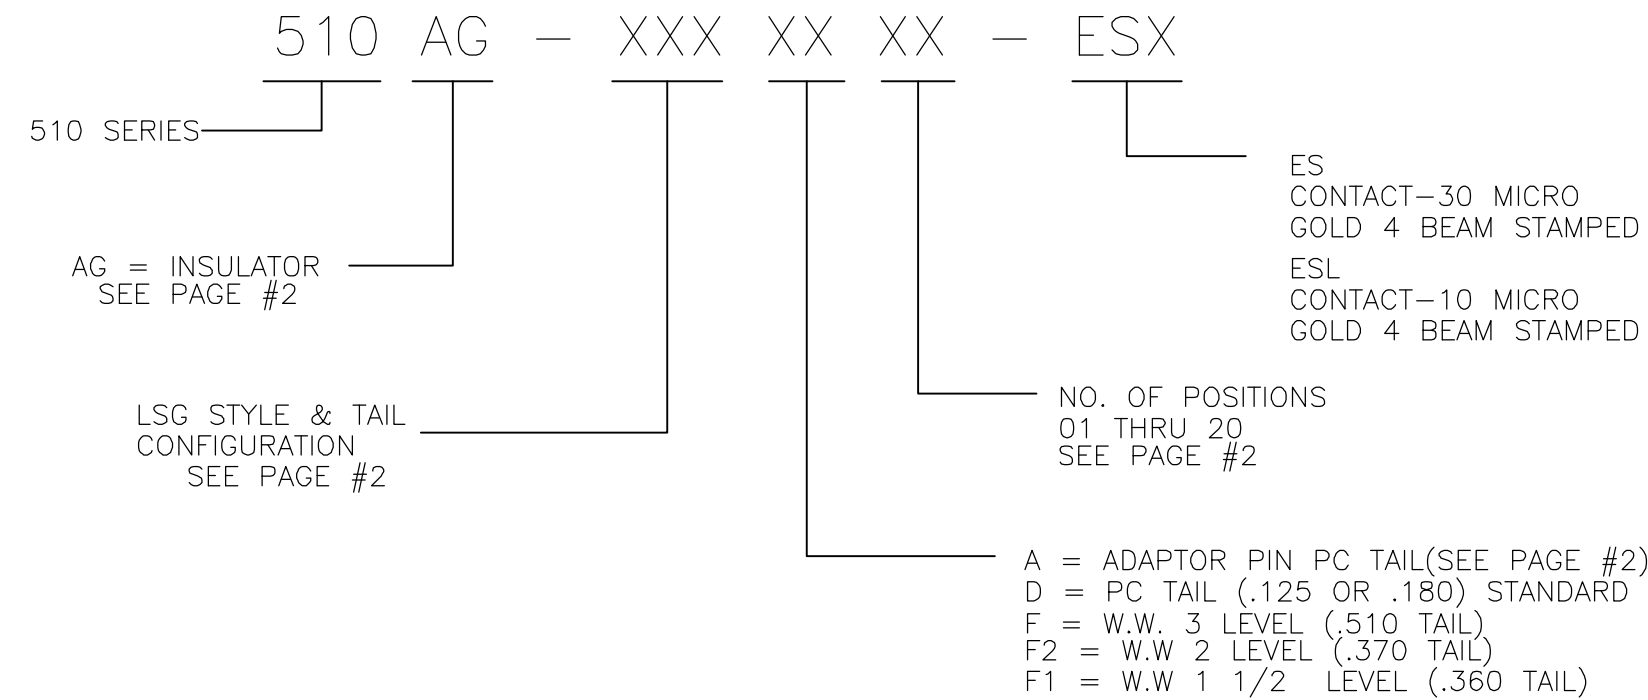 510 AG - XXX XX XX - ESX
510 SERIES
AG = INSULATOR
SEE PAGE #2
LSG STYLE & TAIL
CONFIGURATION
SEE PAGE #2
ES
CONTACT-30 MICRO
GOLD 4 BEAM STAMPED
ESL
CONTACT-10 MICRO
GOLD 4 BEAM STAMPED
NO. OF POSITIONS
01 THRU 20
SEE PAGE #2
A = ADAPTOR PIN PC TAIL(SEE PAGE #2)
D = PC TAIL (.125 OR .180) STANDARD
F = W.W. 3 LEVEL (.510 TAIL)
F2 = W.W 2 LEVEL (.370 TAIL)
F1 = W.W 1 1/2 LEVEL (.360 TAIL)